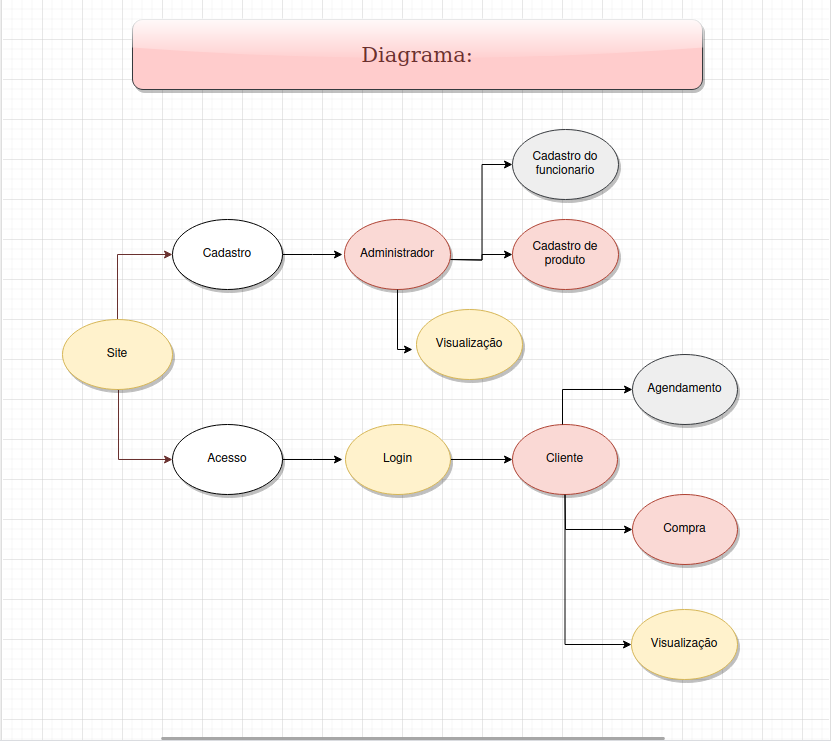 Diagrama:
Cadastro do
funcionario
Cadastro
Administrador
Cadastro de
produto
Site
Visualização
Agendamento
Acesso
Login
Cliente
Compra
Visualização